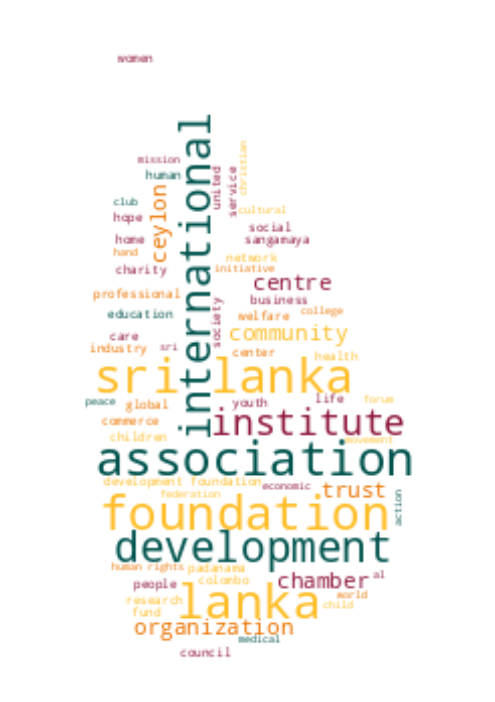 women
international
mission
human
united
service
christian
club
ceylon
cultural
hope
social
home
sangamaya
hand
network
charity
initiative
centre
professional
business
education
society
welfare
college
community
care
industry
sri
center
health
sri lanka
peace
global
youth
life
forum
commerce
institute
children
movement
association
development foundation
economic
trust
federation
action
foundation
development
human rights
padanama
chamber
al
people
colombo
lanka
world
research
child
fund
organization
medical
council